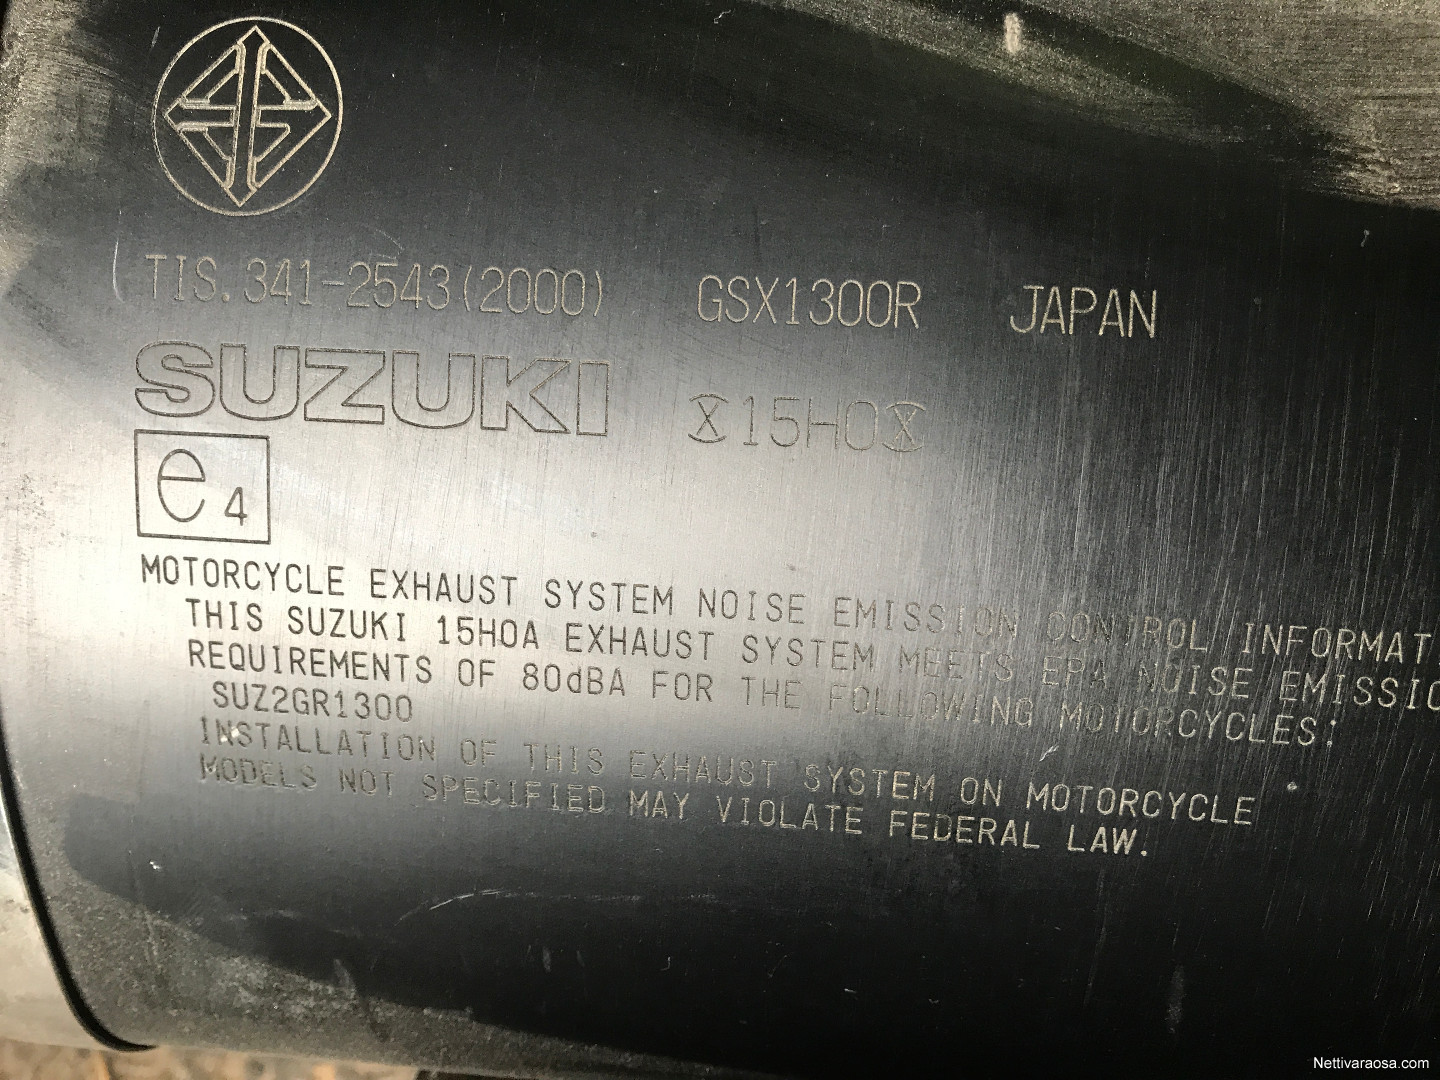 TIS.341-2543(2000) GSX1300R JAPAN
SUZUKI 15H0
e4
MOTORCYCLE EXHAUST SYSTEM NOISE EMISSION CONTROL INFORMAT
THIS SUZUKI 15H0A EXHAUST SYSTEM MEETS EPA NOISE EMISSIO
REQUIREMENTS OF 80dBA FOR THE FOLLOWING MOTORCYCLES:
SUZ2GR1300
INSTALLATION OF THIS EXHAUST SYSTEM ON MOTORCYCLE
MODELS NOT SPECIFIED MAY VIOLATE FEDERAL LAW.
Nettivaraosa.com